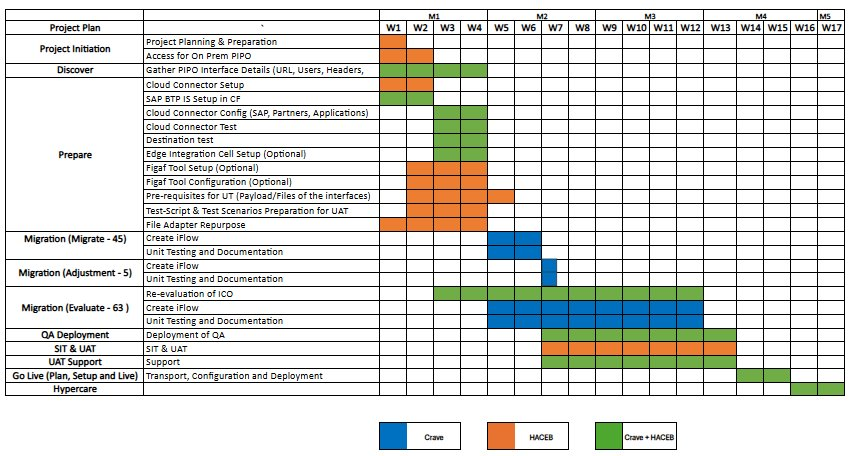 M1 M2 M3 M4 M5
Project Plan ` W1 W2 W3 W4 W5 W6 W7 W8 W9 W10 W11 W12 W13 W14 W15 W16 W17
Project Initiation
Project Planning & Preparation
Access for On Prem PIPO
Discover Gather PIPO Interface Details (URL, Users, Headers,
Prepare
Cloud Connector Setup
SAP BTP IS Setup in CF
Cloud Connector Config (SAP, Partners, Applications)
Cloud Connector Test
Destination test
Edge Integration Cell Setup (Optional)
Figaf Tool Setup (Optional)
Figaf Tool Configuration (Optional)
Pre-requisites for UT (Payload/Files of the interfaces)
Test-Script & Test Scenarios Preparation for UAT
File Adapter Repurpose
Migration (Migrate - 45) Create iFlow
Unit Testing and Documentation
Migration (Adjustment - 5) Create iFlow
Unit Testing and Documentation
Migration (Evaluate - 63 )
Re-evaluation of ICO
Create iFlow
Unit Testing and Documentation
QA Deployment Deployment of QA
SIT & UAT SIT & UAT
UAT Support Support
Go Live (Plan, Setup and Live) Transport, Configuration and Deployment
Hypercare
Crave HACEB Crave + HACEB